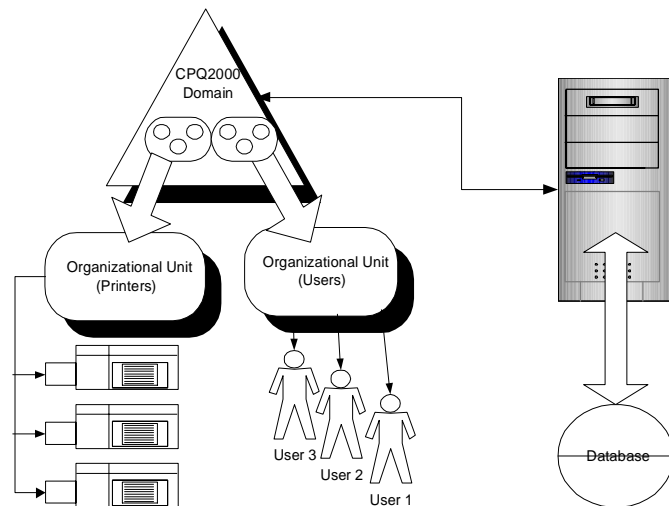 CPQ2000
Domain
Organizational Unit
(Printers)
Organizational Unit
(Users)
User 3
User 2
User 1
Database